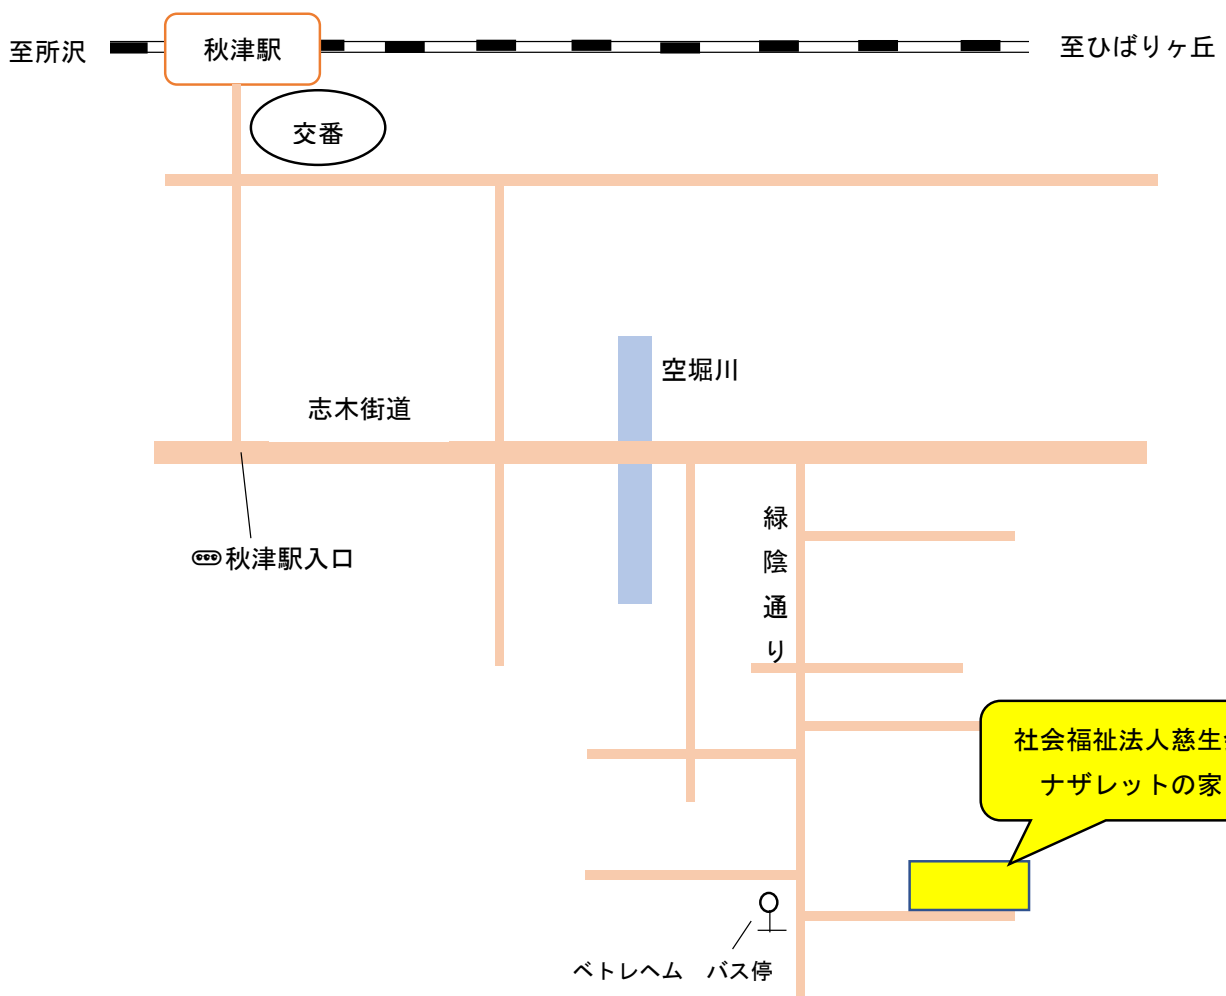 至所沢
秋津駅
至ひばりヶ丘
交番
空堀川
志木街道
緑陰通り
秋津駅入口
社会福祉法人慈生会
ナザレットの家
ベトレヘム バス停